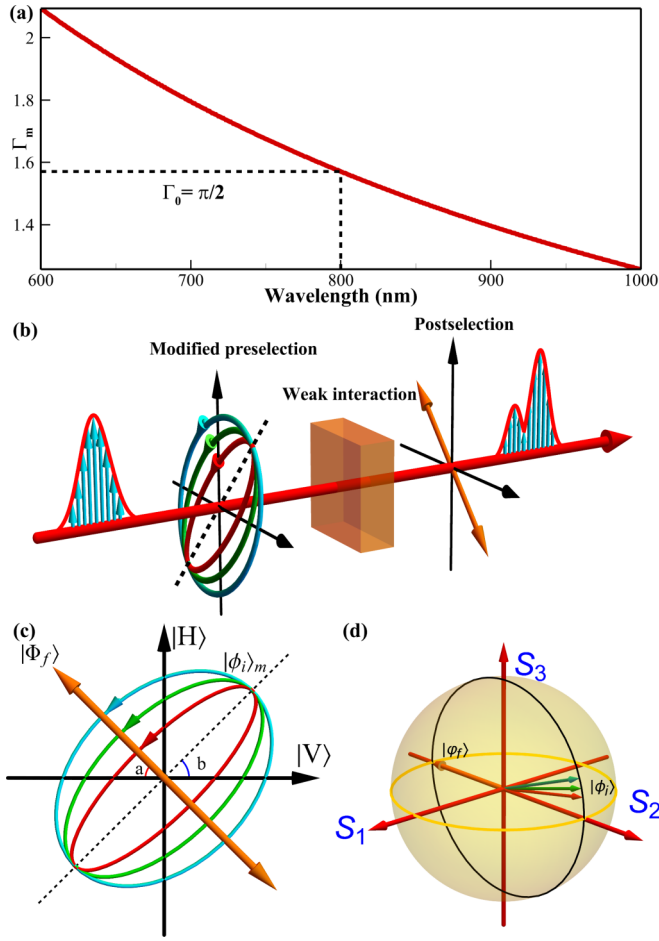 (a)
2
1.8
1.6
1.4
Γm
Γ₀= π/2
600
700
800
900
1000
Wavelength (nm)
(b)
Postselection
Modified preselection
Weak interaction
(c)
|H⟩
|Φf⟩
|ϕi⟩m
|V⟩
a
b
(d)
S₃
|φf⟩
|ϕi⟩
S₁
S₂